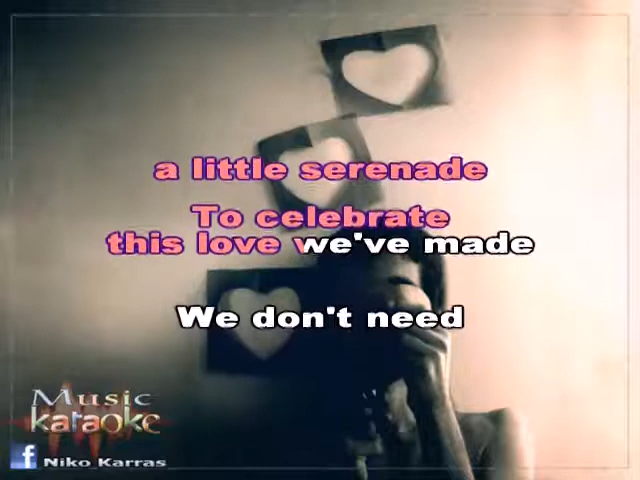 a little serenade
To celebrate
this love we've made
We don't need
Music
karaoke
f Niko Karras